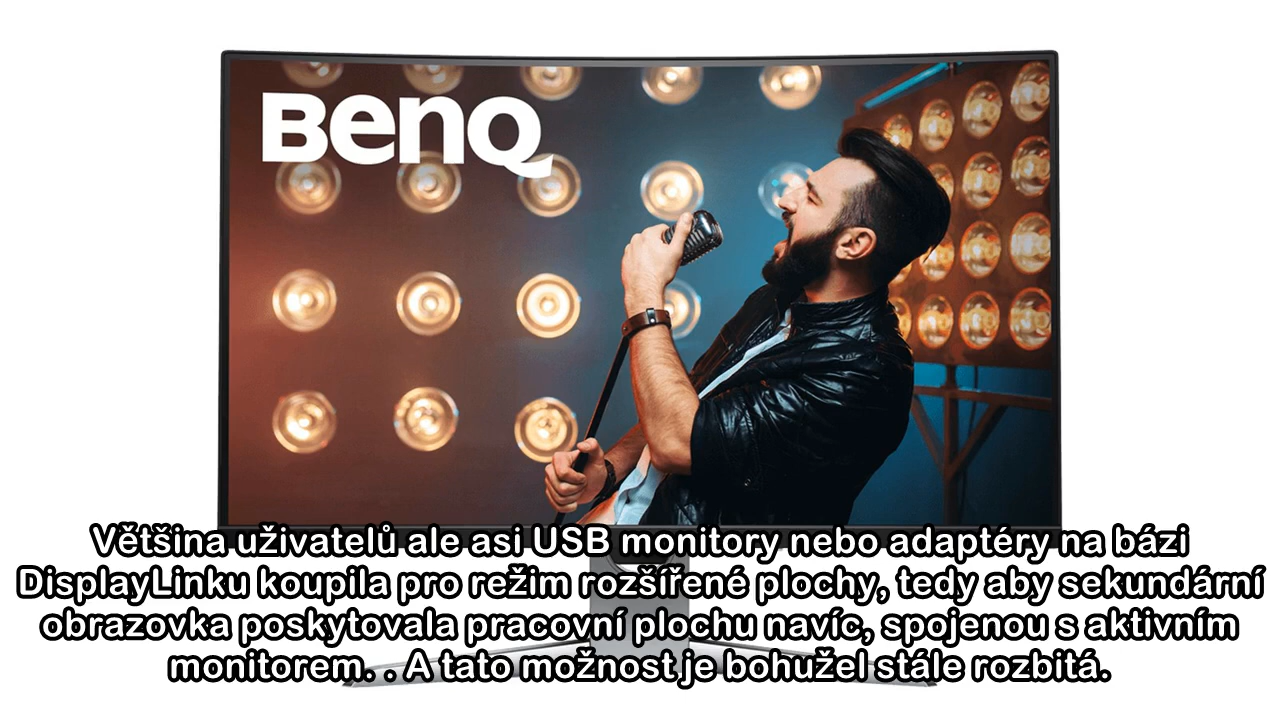 BenQ
Většina uživatelů ale asi USB monitory nebo adaptéry na bázi
DisplayLinku koupila pro režim rozšířené plochy, tedy aby sekundární
obrazovka poskytovala pracovní plochu navíc, spojenou s aktivním
monitorem. . A tato možnost je bohužel stále rozbitá.